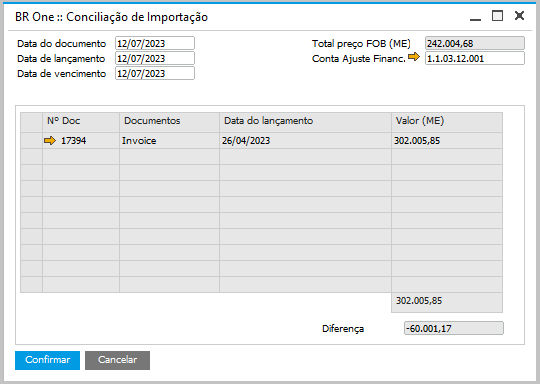 BR One :: Conciliação de Importação
Data do documento 12/07/2023 Total preço FOB (ME) 242.004,68
Data de lançamento 12/07/2023 Conta Ajuste Financ. 1.1.03.12.001
Data de vencimento 12/07/2023
Nº Doc Documentos Data do lançamento Valor (ME)
17394 Invoice 26/04/2023 302.005,85
302.005,85
Diferença -60.001,17
Confirmar Cancelar